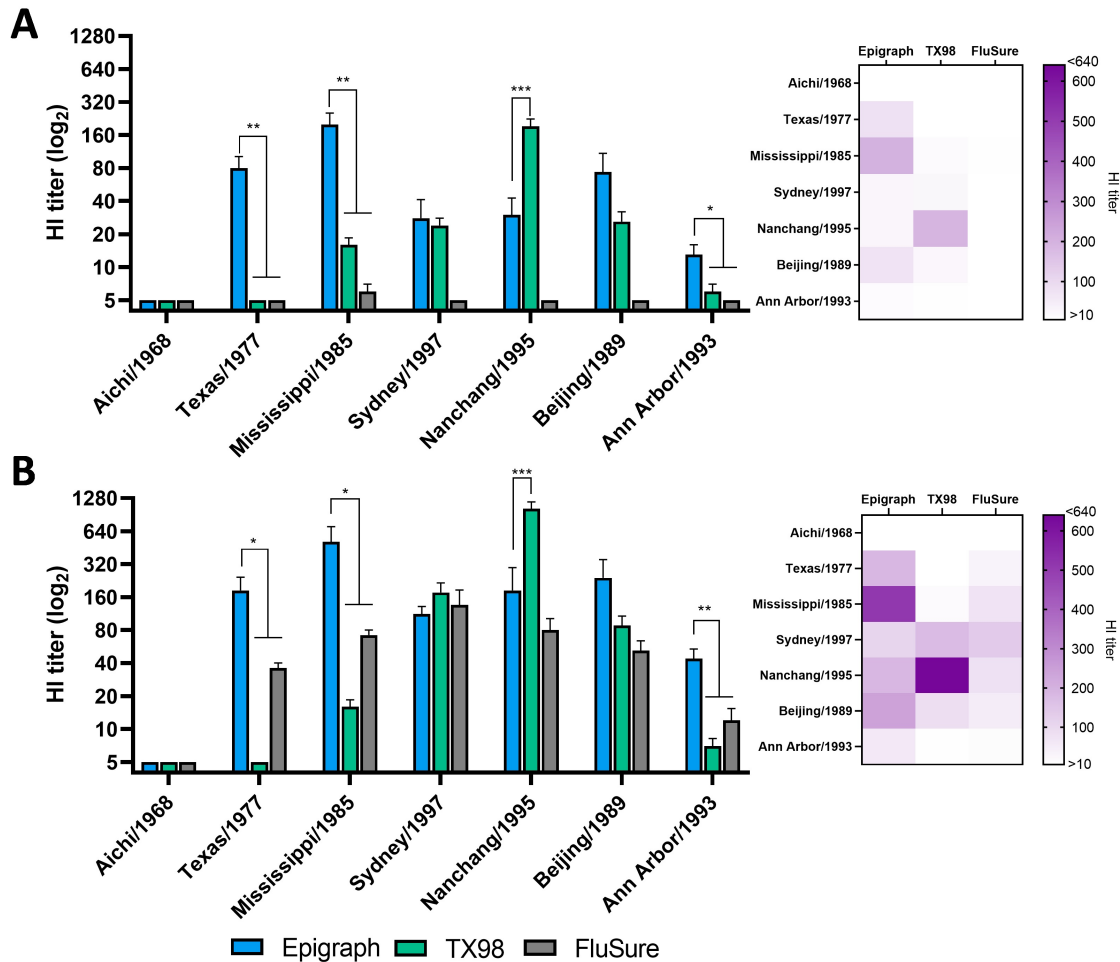 A
HI titer (log2)
1280
640
320
160
80
40
20
10
5
**
**
***
*
Aichi/1968
Texas/1977
Mississippi/1985
Sydney/1997
Nanchang/1995
Beijing/1989
Ann Arbor/1993
Epigraph TX98 FluSure
Aichi/1968
Texas/1977
Mississippi/1985
Sydney/1997
Nanchang/1995
Beijing/1989
Ann Arbor/1993
<640
600
500
400
300
200
100
>10
HI titer
B
HI titer (log2)
1280
640
320
160
80
40
20
10
5
*
*
***
**
Aichi/1968
Texas/1977
Mississippi/1985
Sydney/1997
Nanchang/1995
Beijing/1989
Ann Arbor/1993
Epigraph TX98 FluSure
Aichi/1968
Texas/1977
Mississippi/1985
Sydney/1997
Nanchang/1995
Beijing/1989
Ann Arbor/1993
<640
600
500
400
300
200
100
>10
HI titer
Epigraph TX98 FluSure